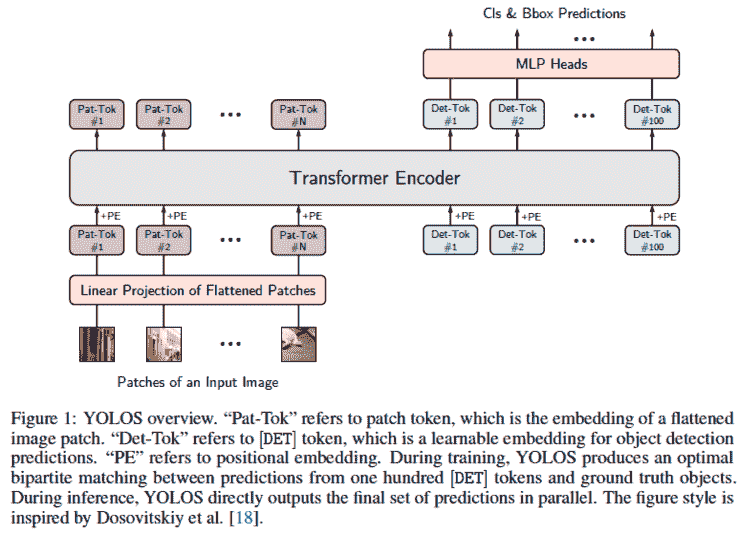 Cls & Bbox Predictions
...
MLP Heads
Pat-Tok #1 Pat-Tok #2 ... Pat-Tok #N Det-Tok #1 Det-Tok #2 ... Det-Tok #100
Transformer Encoder
+PE +PE +PE +PE +PE +PE
Pat-Tok #1 Pat-Tok #2 ... Pat-Tok #N Det-Tok #1 Det-Tok #2 ... Det-Tok #100
Linear Projection of Flattened Patches
...
Patches of an Input Image
Figure 1: YOLOS overview. “Pat-Tok” refers to patch token, which is the embedding of a flattened
image patch. “Det-Tok” refers to [DET] token, which is a learnable embedding for object detection
predictions. “PE” refers to positional embedding. During training, YOLOS produces an optimal
bipartite matching between predictions from one hundred [DET] tokens and ground truth objects.
During inference, YOLOS directly outputs the final set of predictions in parallel. The figure style is
inspired by Dosovitskiy et al. [18].